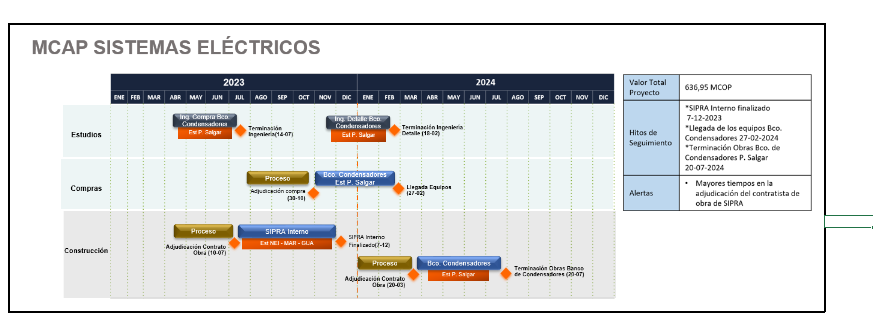 MCAP SISTEMAS ELÉCTRICOS
2023
2024
ENE FEB MAR ABR MAY JUN JUL AGO SEP OCT NOV DIC ENE FEB MAR ABR MAY JUN JUL AGO SEP OCT NOV DIC
Estudios
Ing. Compra Bco.
Condensadores
Est P. Salgar
Terminación
Ingeniería(14-07)
Ing. Detalle Bco.
Condensadores
Est P. Salgar
Terminación Ingeniería
Detalle (18-02)
Compras
Proceso
Adjudicación compra
(30-10)
Bco. Condensadores
Est P. Salgar
Llegada Equipos
(27-02)
Construcción
Proceso
Adjudicación Contrato
Obra (10-07)
SIPRA Interno
Est NEI - MAR - GUA
SIPRA Interno
Finalizado(7-12)
Proceso
Adjudicación Contrato
Obra (20-03)
Bco. Condensadores
Est P. Salgar
Terminación Obras Banco
de Condensadores (20-07)
Valor Total
Proyecto
636,95 MCOP
Hitos de
Seguimiento
*SIPRA Interno finalizado
7-12-2023
*Llegada de los equipos Bco.
Condensadores 27-02-2024
*Terminación Obras Bco. de
Condensadores P. Salgar
20-07-2024
Alertas
• Mayores tiempos en la
adjudicación del contratista de
obra de SIPRA